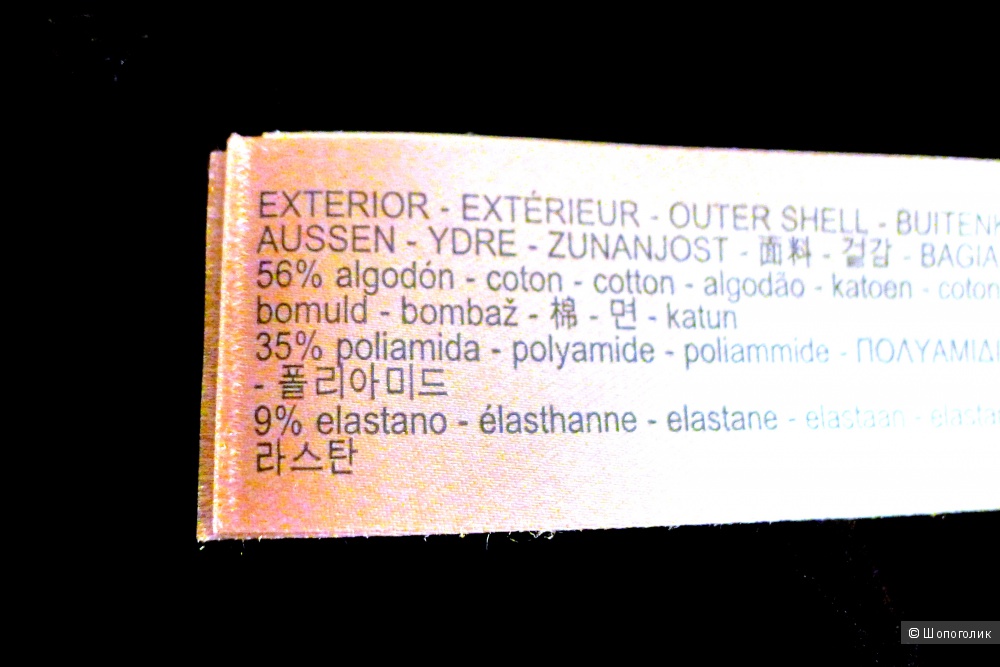 EXTERIOR - EXTÉRIEUR - OUTER SHELL -
AUSSEN - YDRE - ZUNANJOST - 面料 - 겉감 - BAGIA
56% algodón - coton - cotton - algodão - katoen - coton
bomuld - bombaž - 棉 - 면 - katun
35% poliamida - polyamide - poliammide - ΠΟΛΥΑΜΙΔΙ
- 폴리아미드
9% elastano - élasthanne - elastane - elastaan - elasta
라스탄
© Шопоголик